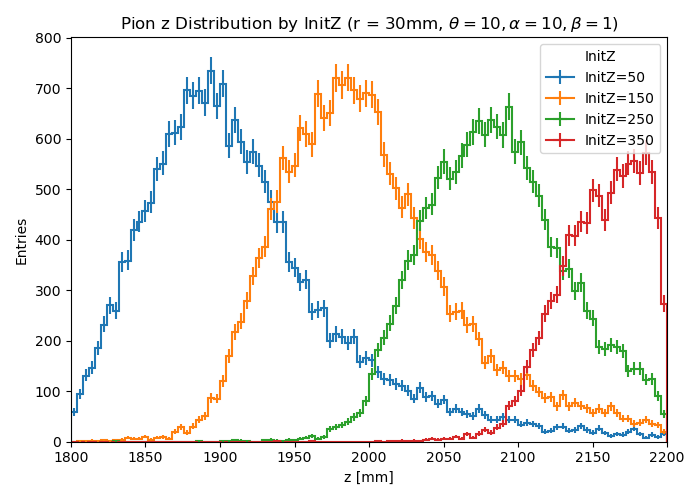 Pion z Distribution by InitZ (r = 30mm, θ = 10, α = 10, β = 1)
800
700
600
500
400
300
200
100
0
Entries
InitZ
InitZ=50
InitZ=150
InitZ=250
InitZ=350
1800 1850 1900 1950 2000 2050 2100 2150 2200
z [mm]